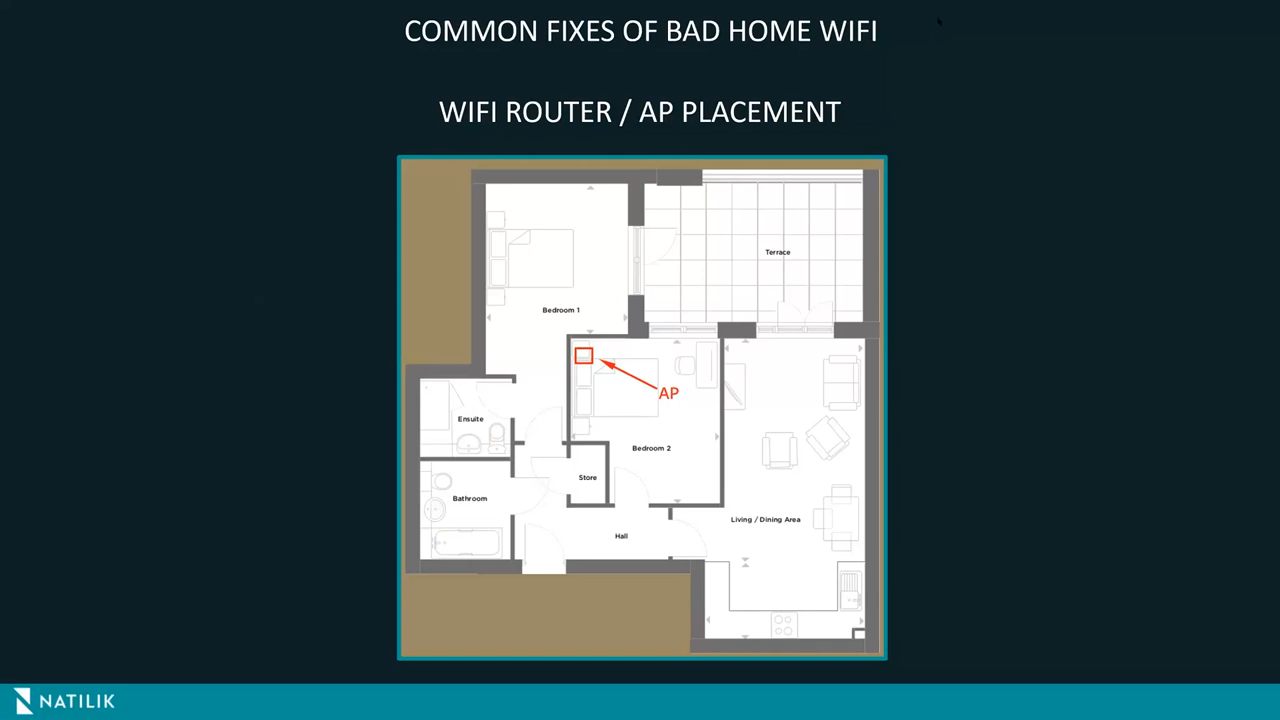 COMMON FIXES OF BAD HOME WIFI
WIFI ROUTER / AP PLACEMENT
Terrace
Bedroom 1
AP
Ensuite
Bedroom 2
Store
Bathroom
Living / Dining Area
Hall
NATILIK